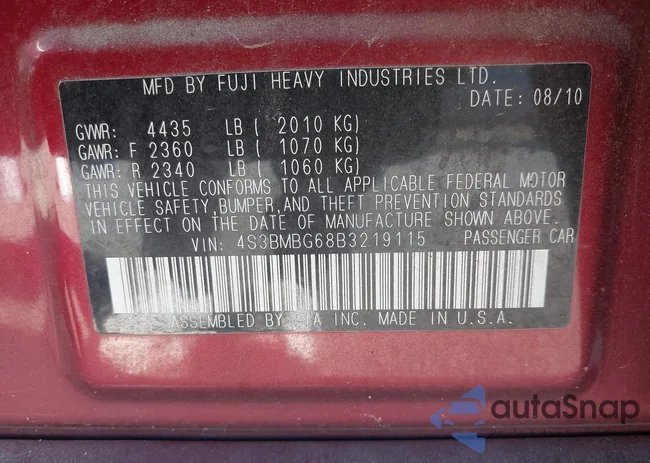 MFD BY FUJI HEAVY INDUSTRIES LTD.
DATE: 08/10
GVWR: 4435 LB ( 2010 KG)
GAWR: F 2360 LB ( 1070 KG)
GAWR: R 2340 LB ( 1060 KG)
THIS VEHICLE CONFORMS TO ALL APPLICABLE FEDERAL MOTOR
VEHICLE SAFETY, BUMPER, AND THEFT PREVENTION STANDARDS
IN EFFECT ON THE DATE OF MANUFACTURE SHOWN ABOVE.
VIN: 4S3BMBG68B3219115 PASSENGER CAR
ASSEMBLED BY SIA INC. MADE IN U.S.A.
autaSnap